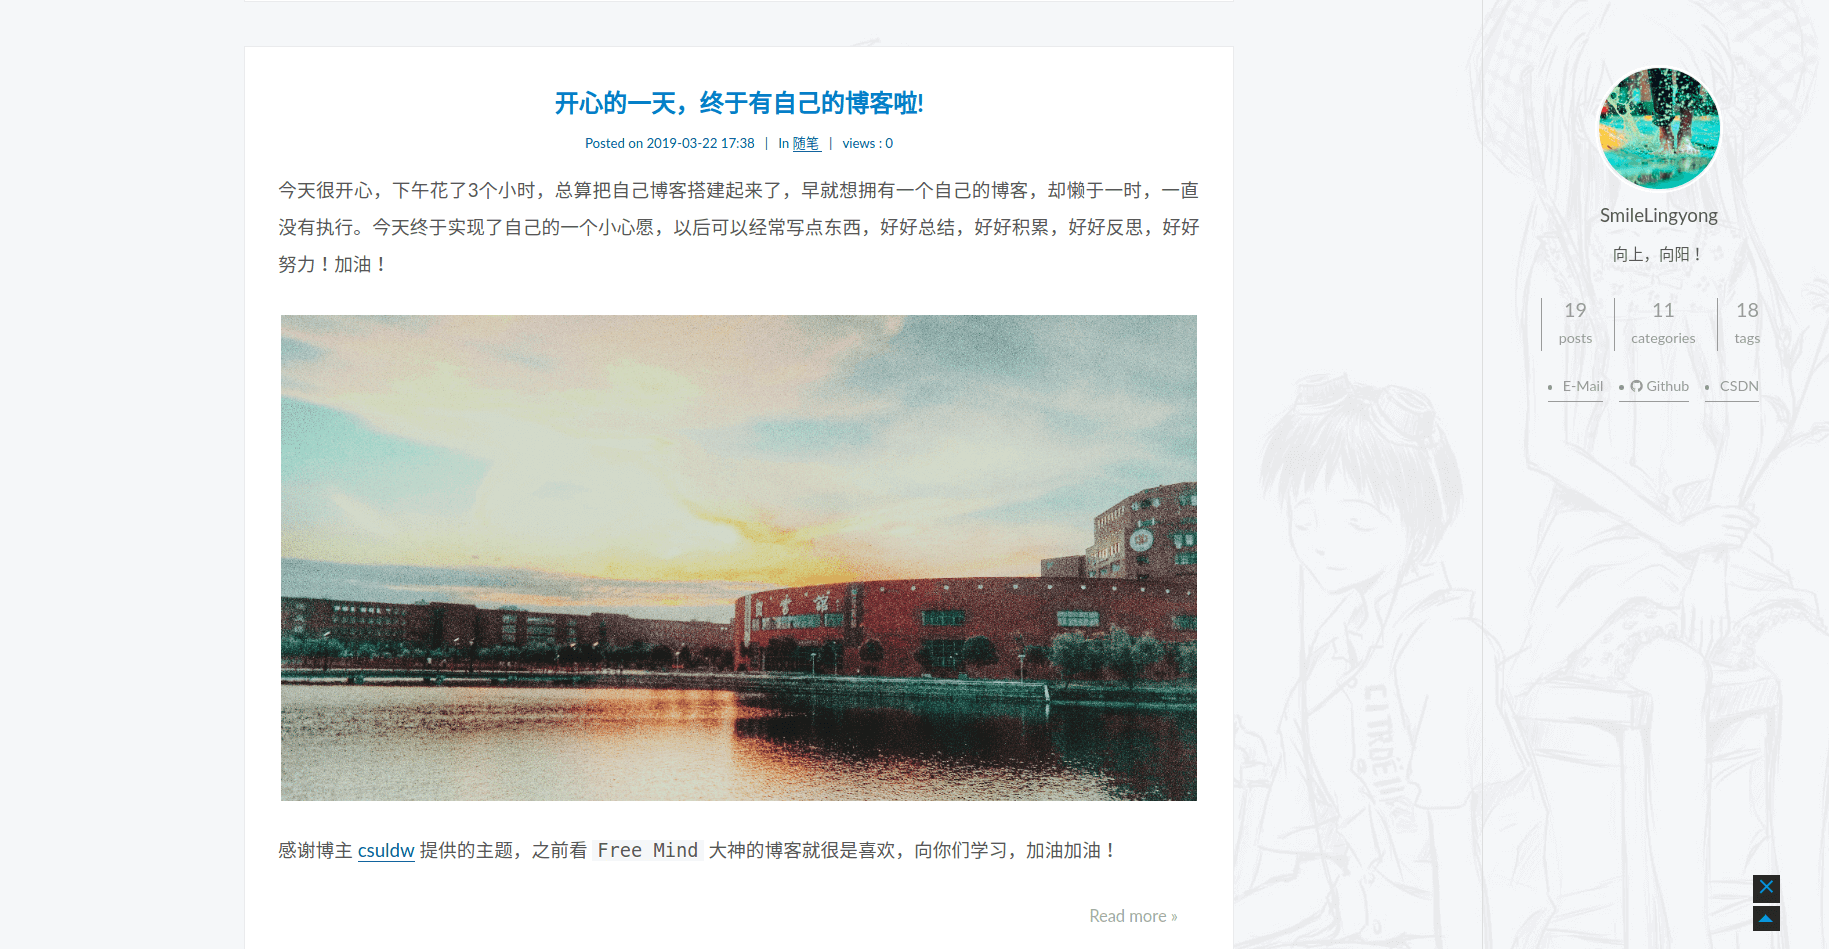 开心的一天，终于有自己的博客啦!
Posted on 2019-03-22 17:38 | In 随笔 | views : 0
今天很开心，下午花了3个小时，总算把自己博客搭建起来了，早就想拥有一个自己的博客，却懒于一时，一直
没有执行。今天终于实现了自己的一个小心愿，以后可以经常写点东西，好好总结，好好积累，好好反思，好好
努力！加油！
感谢博主 csuldw 提供的主题，之前看 Free Mind 大神的博客就很是喜欢，向你们学习，加油加油！
Read more »
SmileLingyong
向上，向阳！
19 11 18
posts categories tags
E-Mail Github CSDN